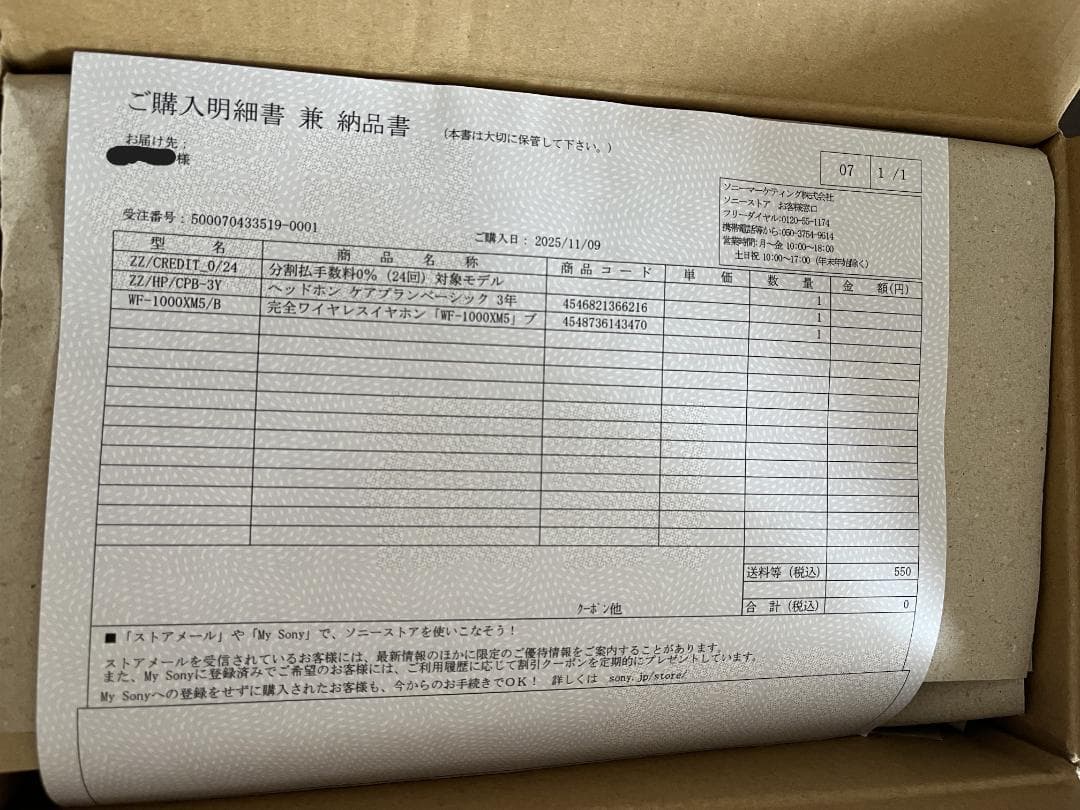 ご購入明細書 兼 納品書 (本書は大切に保管して下さい。)
お届け先:
様
07 1/1
ソニーマーケティング株式会社
ソニーストア お客様窓口
フリーダイヤル:0120-55-1174
携帯電話等から:050-3754-9614
営業時間:月～金 10:00～18:00
土日祝 10:00～17:00 (年末年始除く)
受注番号:500070433519-0001
ご購入日: 2025/11/09
型 名 商 品 名 称 商 品 コ ー ド 単 価 数 量 金 額(円)
ZZ/CREDIT_0/24 分割払手数料0% (24回) 対象モデル 1
ZZ/HP/CPB-3Y ヘッドホン ケアプランベーシック 3年 4546821366216 1
WF-1000XM5/B 完全ワイヤレスイヤホン「WF-1000XM5」ブ 4548736143470 1
送料等 (税込) 550
クーポン他
合 計 (税込) 0
■「ストアメール」や「My Sony」で、ソニーストアを使いこなそう！
ストアメールを受信されているお客様には、最新情報のほかに限定のご優待情報をご案内することがあります。
また、My Sonyに登録済みでご希望のお客様には、ご利用履歴に応じて割引クーポンを定期的にプレゼントしています。
My Sonyへの登録をせずに購入されたお客様も、今からのお手続きでOK！ 詳しくは sony.jp/store/